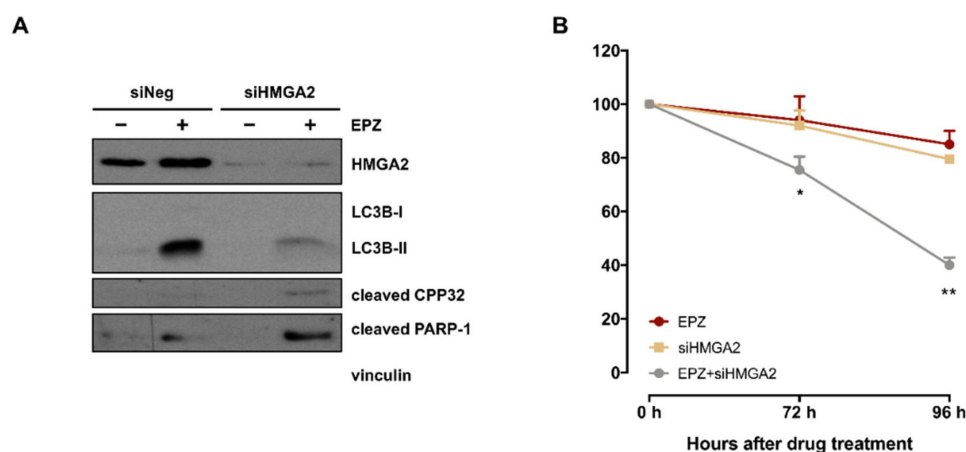 A
siNeg siHMGA2
– + – + EPZ
HMGA2
LC3B-I
LC3B-II
cleaved CPP32
cleaved PARP-1
vinculin
B
120
100
80
60
40
20
0
*
**
EPZ
siHMGA2
EPZ+siHMGA2
0 h 72 h 96 h
Hours after drug treatment